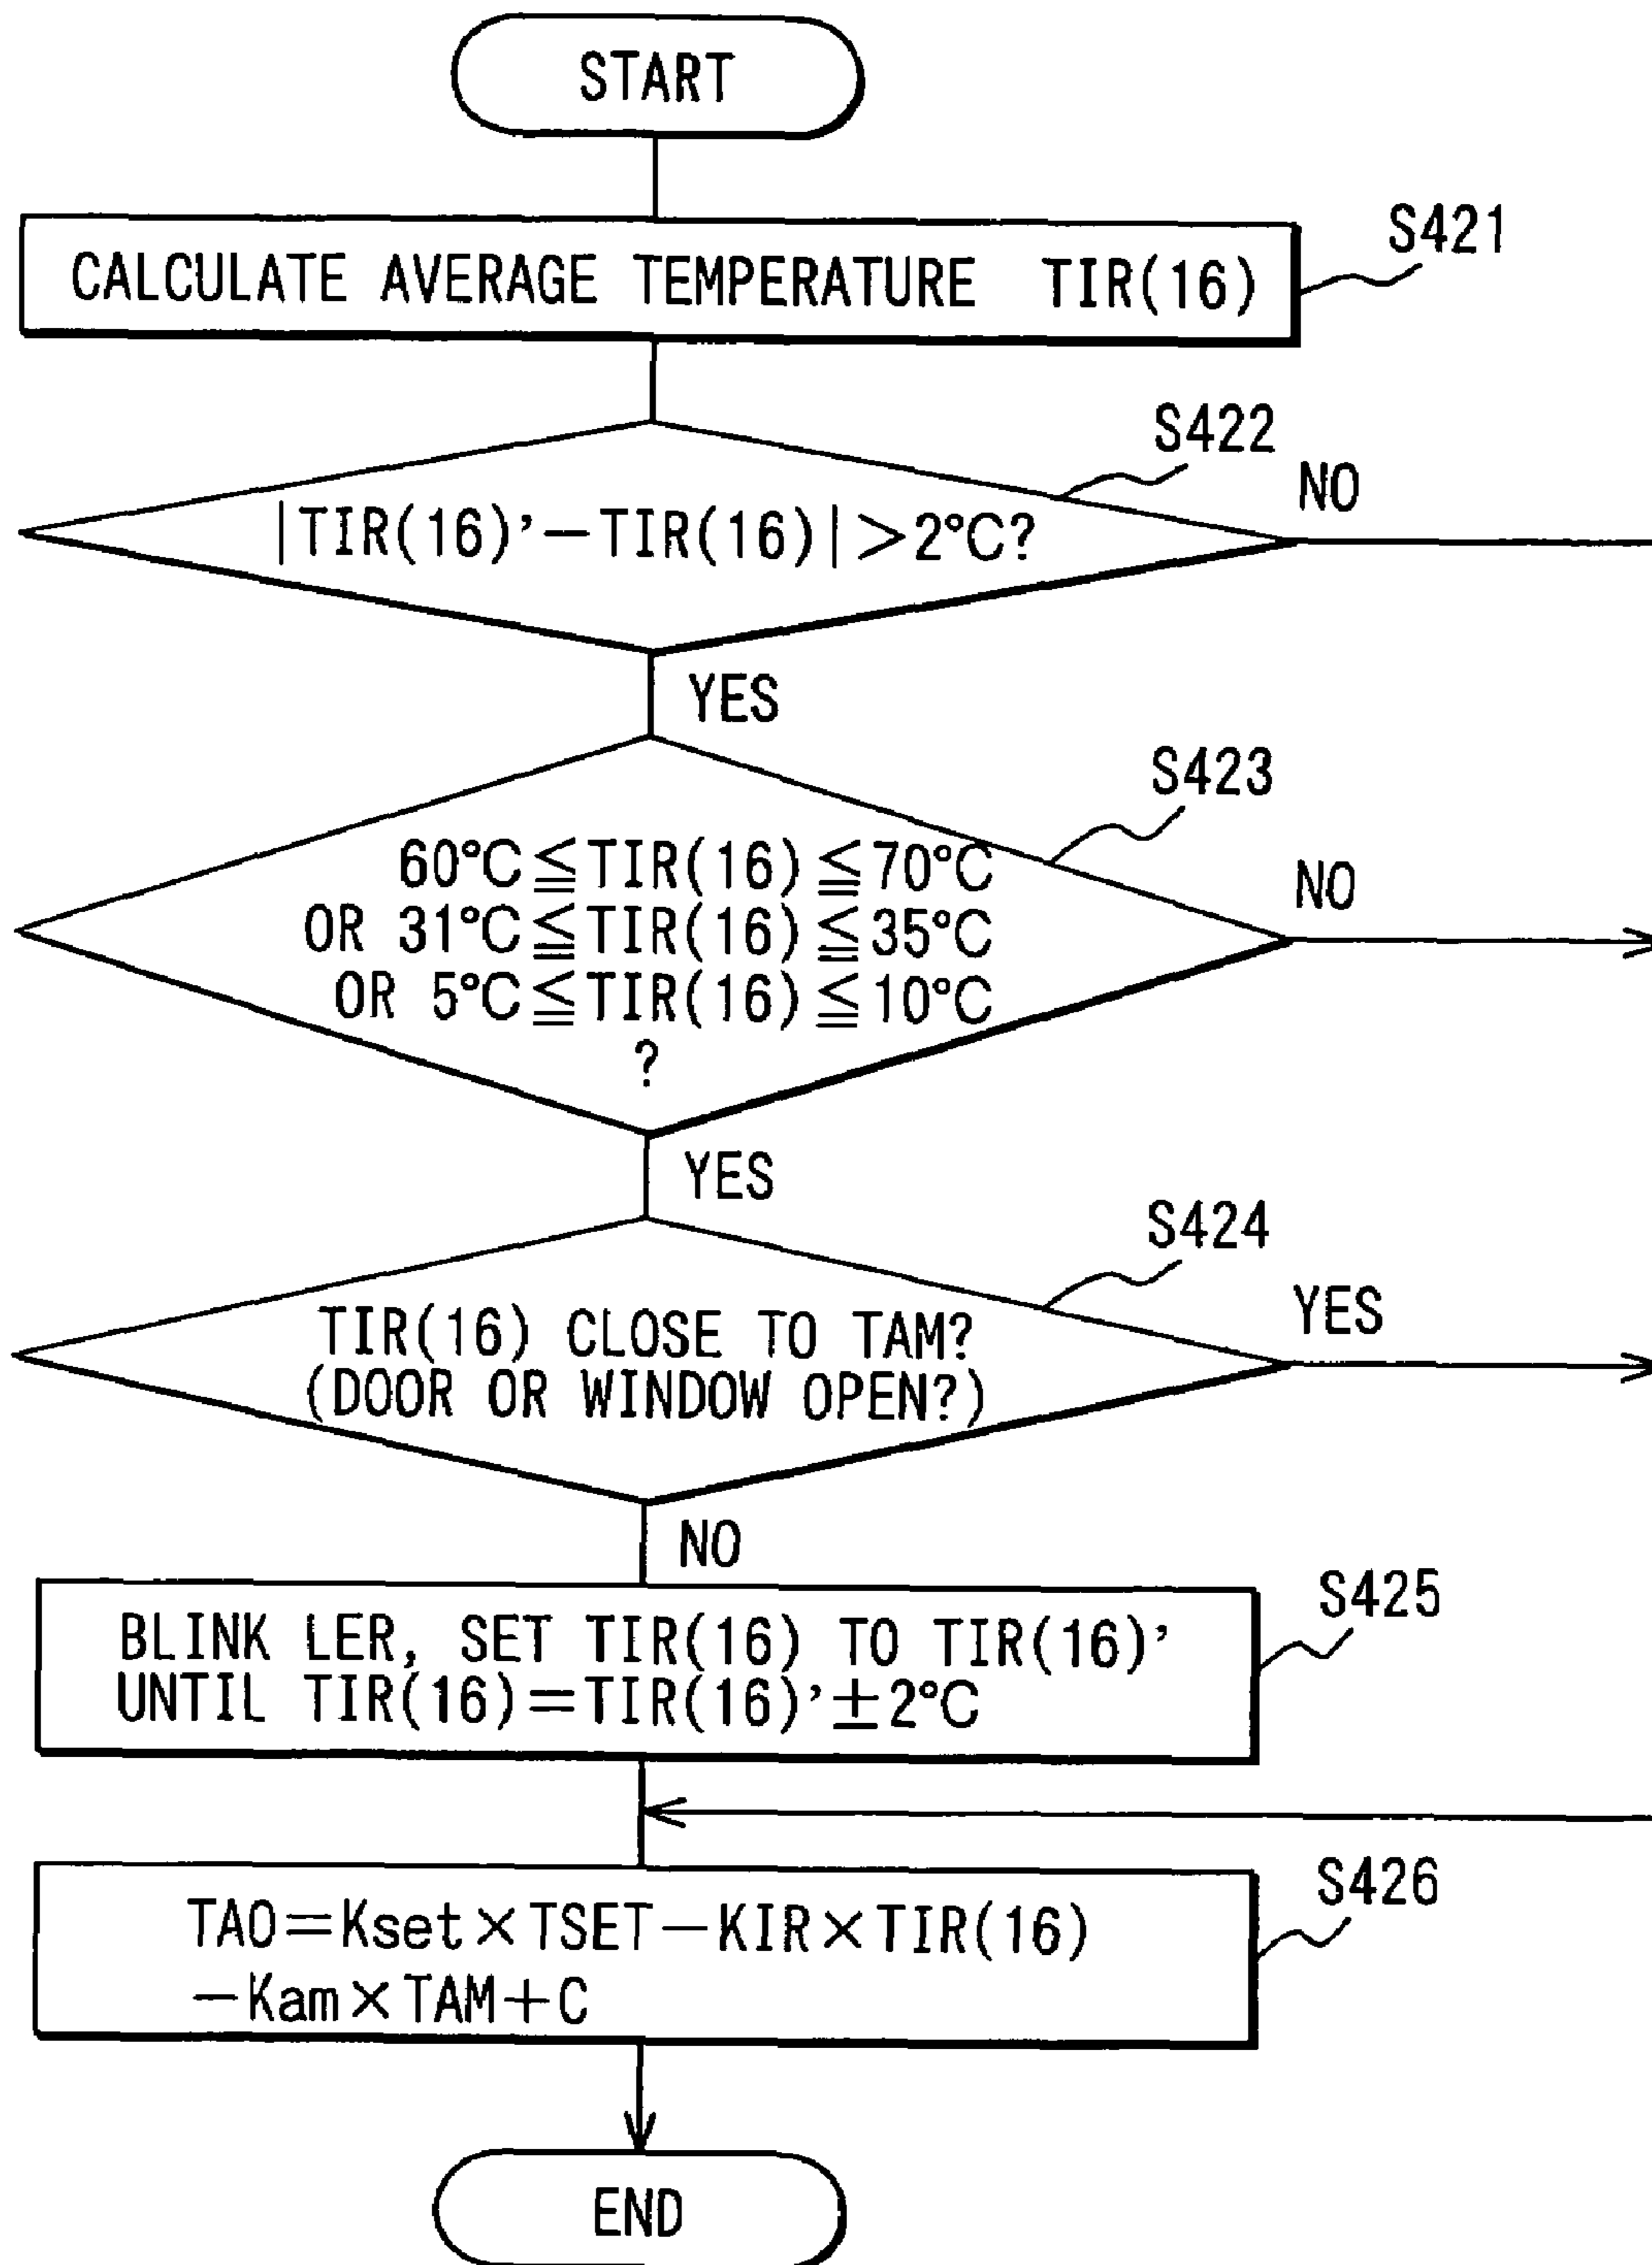 START
S421
CALCULATE AVERAGE TEMPERATURE TIR(16)
S422
NO
|TIR(16)'−TIR(16)|>2°C?
YES
S423
60°C≦TIR(16)≦70°C
NO
OR 31°C≦TIR(16)≦35°C
OR 5°C≦TIR(16)≦10°C
?
YES
S424
YES
TIR(16) CLOSE TO TAM?
(DOOR OR WINDOW OPEN?)
NO
S425
BLINK LER, SET TIR(16) TO TIR(16)'
UNTIL TIR(16)=TIR(16)'±2°C
S426
TAO=Kset×TSET−KIR×TIR(16)
−Kam×TAM+C
END